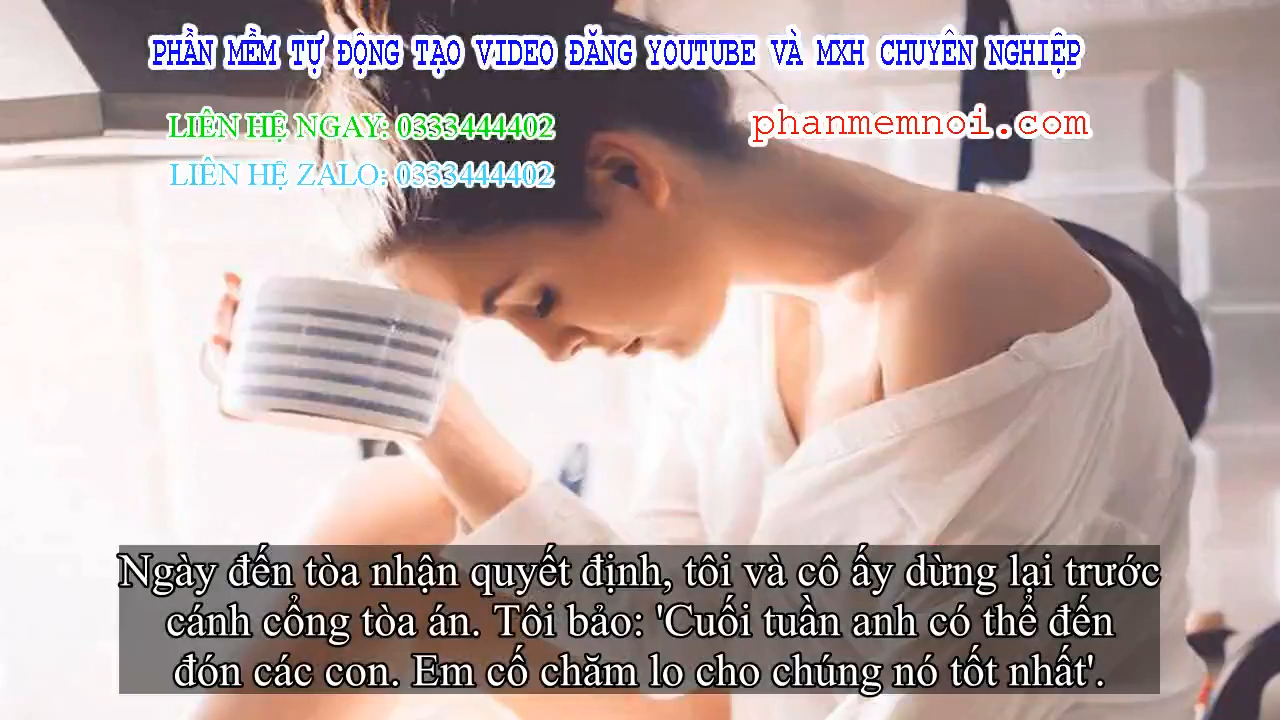 PHẦN MỀM TỰ ĐỘNG TẠO VIDEO ĐĂNG YOUTUBE VÀ MXH CHUYÊN NGHIỆP
LIÊN HỆ NGAY: 0333444402
phanmemnoi.com
LIÊN HỆ ZALO: 0333444402
Ngày đến tòa nhận quyết định, tôi và cô ấy dừng lại trước
cánh cổng tòa án. Tôi bảo: 'Cuối tuần anh có thể đến
đón các con. Em cố chăm lo cho chúng nó tốt nhất'.